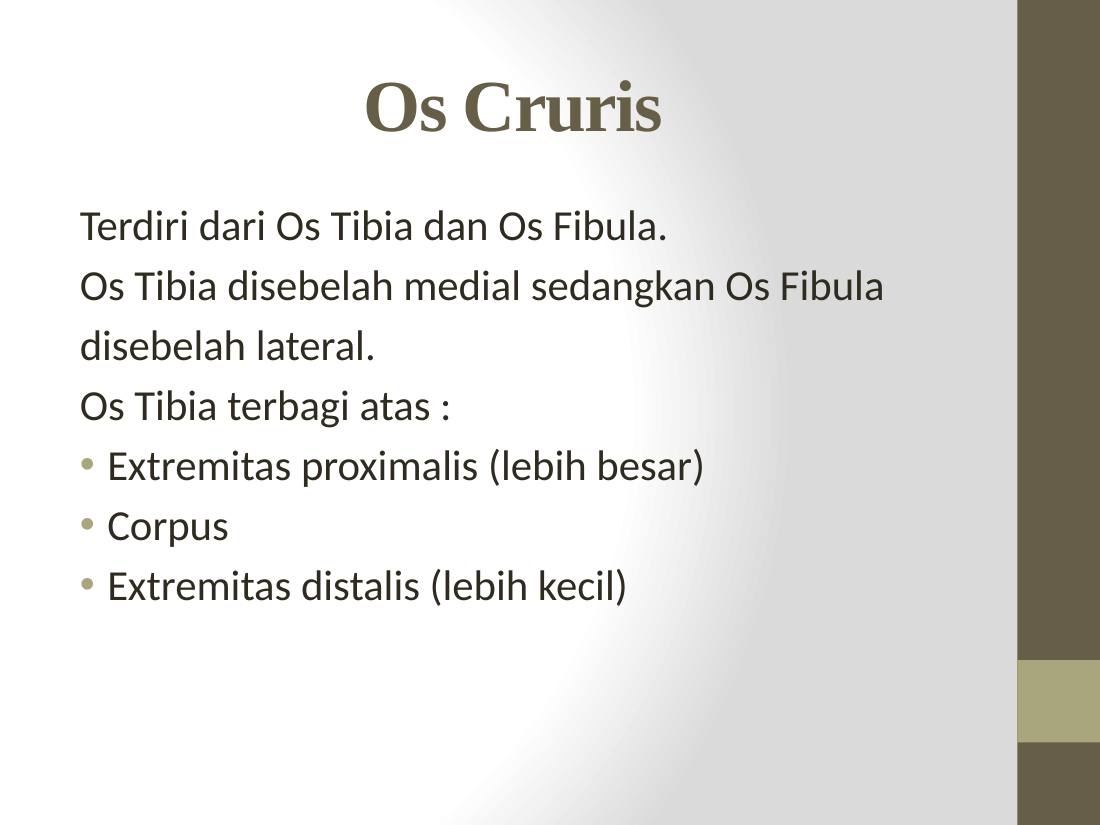 Os Cruris
Terdiri dari Os Tibia dan Os Fibula.
Os Tibia disebelah medial sedangkan Os Fibula
disebelah lateral.
Os Tibia terbagi atas :
• Extremitas proximalis (lebih besar)
• Corpus
• Extremitas distalis (lebih kecil)